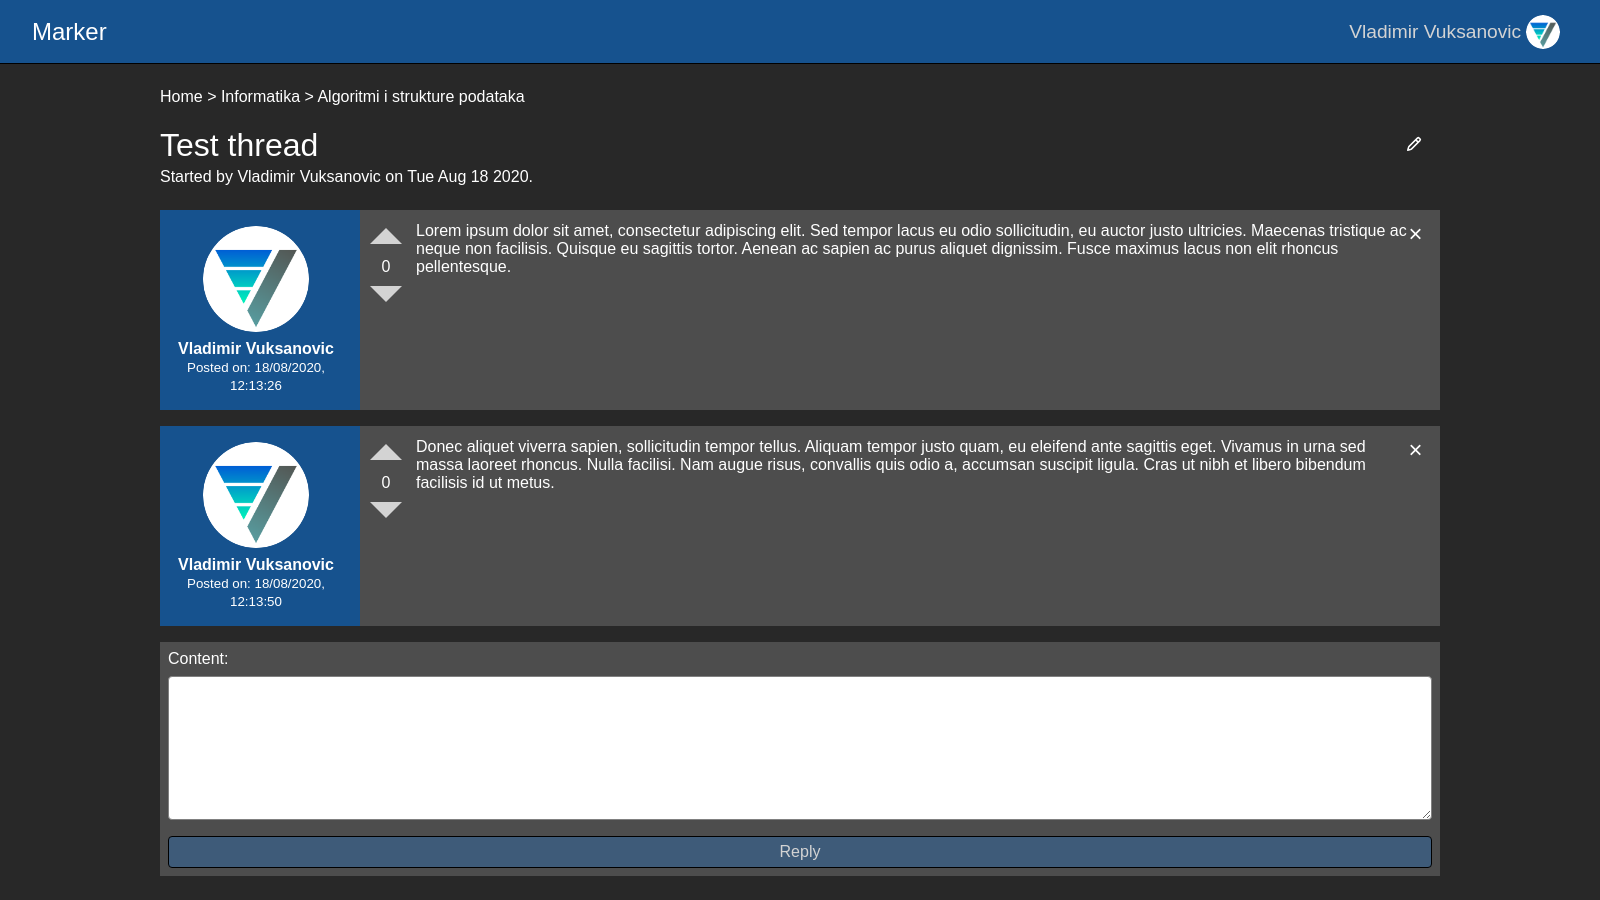 Marker
Vladimir Vuksanovic
Home > Informatika > Algoritmi i strukture podataka
Test thread
Started by Vladimir Vuksanovic on Tue Aug 18 2020.
Vladimir Vuksanovic
Posted on: 18/08/2020,
12:13:26
0
Lorem ipsum dolor sit amet, consectetur adipiscing elit. Sed tempor lacus eu odio sollicitudin, eu auctor justo ultricies. Maecenas tristique ac
neque non facilisis. Quisque eu sagittis tortor. Aenean ac sapien ac purus aliquet dignissim. Fusce maximus lacus non elit rhoncus
pellentesque.
Vladimir Vuksanovic
Posted on: 18/08/2020,
12:13:50
0
Donec aliquet viverra sapien, sollicitudin tempor tellus. Aliquam tempor justo quam, eu eleifend ante sagittis eget. Vivamus in urna sed
massa laoreet rhoncus. Nulla facilisi. Nam augue risus, convallis quis odio a, accumsan suscipit ligula. Cras ut nibh et libero bibendum
facilisis id ut metus.
Content:
Reply